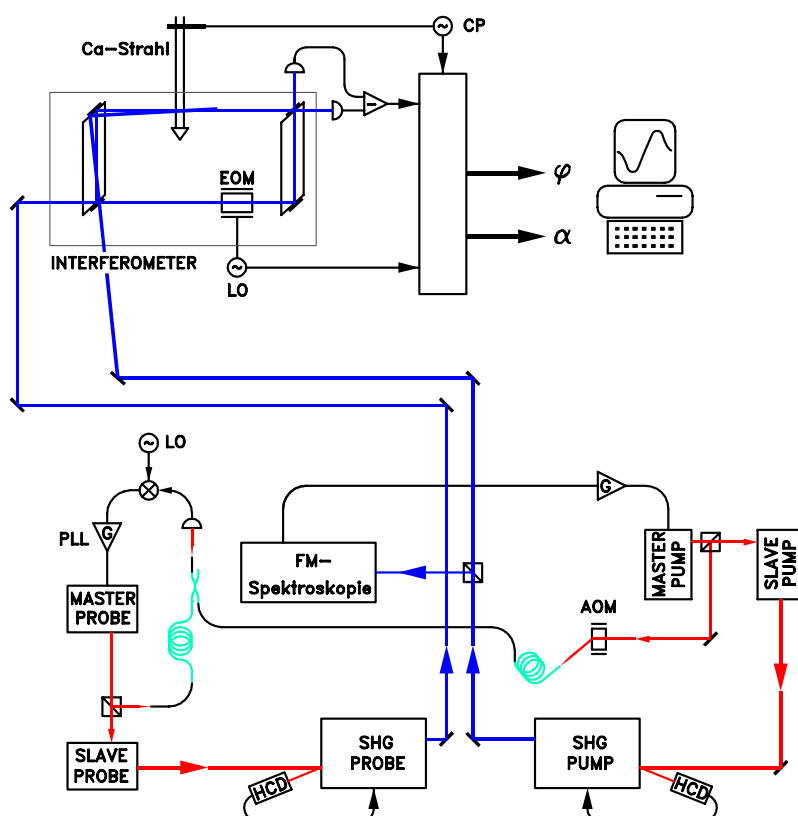 CP
Ca-Strahl
-
EOM
φ
α
INTERFEROMETER
LO
LO
G
PLL
G
FM-
Spektroskopie
MASTER
PUMP
SLAVE
PUMP
MASTER
PROBE
AOM
SLAVE
PROBE
SHG
PROBE
SHG
PUMP
HCD
HCD